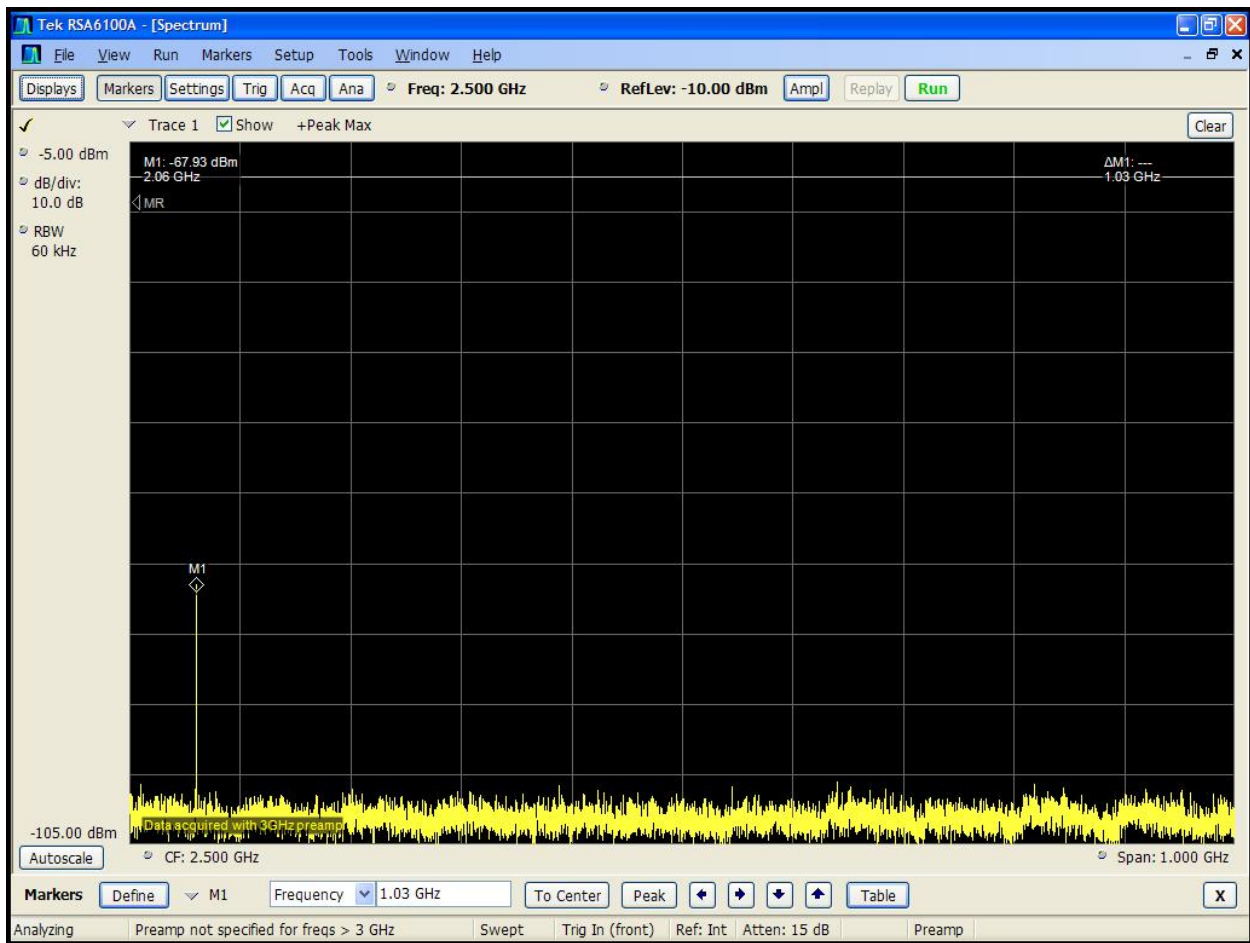 Tek RSA6100A - [Spectrum]
File View Run Markers Setup Tools Window Help
Displays Markers Settings Trig Acq Ana Freq: 2.500 GHz RefLev: -10.00 dBm Ampl Replay Run
Trace 1 Show +Peak Max Clear
-5.00 dBm
dB/div:
10.0 dB
RBW
60 kHz
M1: -67.93 dBm
2.06 GHz
MR
ΔM1: ---
1.03 GHz
M1
Data acquired with 3GHz preamp
-105.00 dBm
Autoscale CF: 2.500 GHz Span: 1.000 GHz
Markers Define M1 Frequency 1.03 GHz To Center Peak Table X
Analyzing Preamp not specified for freqs > 3 GHz Swept Trig In (front) Ref: Int Atten: 15 dB Preamp